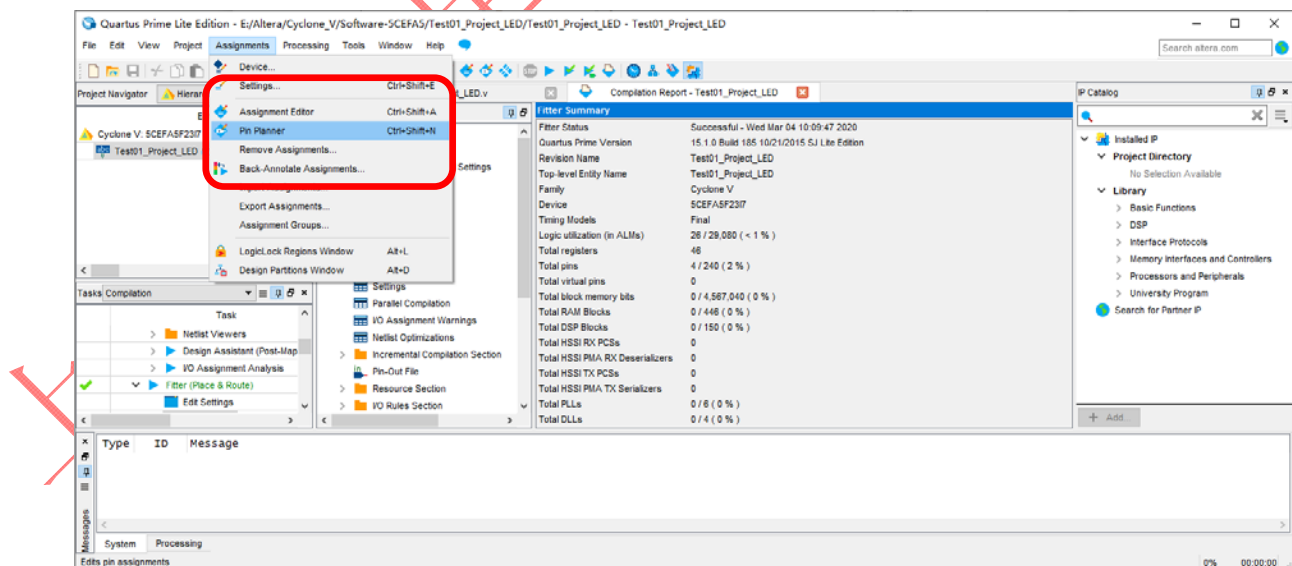 Quartus Prime Lite Edition - E:/Altera/Cyclone_V/Software-5CEFA5/Test01_Project_LED/Test01_Project_LED - Test01_Project_LED
File Edit View Project Assignments Processing Tools Window Help
Search altera.com
Device...
Settings... Ctrl+Shift+E
Assignment Editor Ctrl+Shift+A
Pin Planner Ctrl+Shift+N
Remove Assignments...
Back-Annotate Assignments...
Export Assignments...
Assignment Groups...
LogicLock Regions Window Alt+L
Design Partitions Window Alt+D
Project Navigator
Cyclone V: 5CEFA5F23I7
Test01_Project_LED
Tasks Compilation
Task
Netlist Viewers
Design Assistant (Post-Map
I/O Assignment Analysis
Fitter (Place & Route)
Edit Settings
t_LED.v
Compilation Report - Test01_Project_LED
Settings
Settings
Parallel Compilation
I/O Assignment Warnings
Netlist Optimizations
Incremental Compilation Section
Pin-Out File
Resource Section
I/O Rules Section
Fitter Summary
Fitter Status Successful - Wed Mar 04 10:09:47 2020
Quartus Prime Version 15.1.0 Build 185 10/21/2015 SJ Lite Edition
Revision Name Test01_Project_LED
Top-level Entity Name Test01_Project_LED
Family Cyclone V
Device 5CEFA5F23I7
Timing Models Final
Logic utilization (in ALMs) 26 / 29,080 ( < 1 % )
Total registers 46
Total pins 4 / 240 ( 2 % )
Total virtual pins 0
Total block memory bits 0 / 4,567,040 ( 0 % )
Total RAM Blocks 0 / 446 ( 0 % )
Total DSP Blocks 0 / 150 ( 0 % )
Total HSSI RX PCSs 0
Total HSSI PMA RX Deserializers 0
Total HSSI TX PCSs 0
Total HSSI PMA TX Serializers 0
Total PLLs 0 / 6 ( 0 % )
Total DLLs 0 / 4 ( 0 % )
IP Catalog
Installed IP
Project Directory
No Selection Available
Library
Basic Functions
DSP
Interface Protocols
Memory Interfaces and Controllers
Processors and Peripherals
University Program
Search for Partner IP
+ Add...
Type ID Message
Messages
System Processing
Edits pin assignments
0% 00:00:00